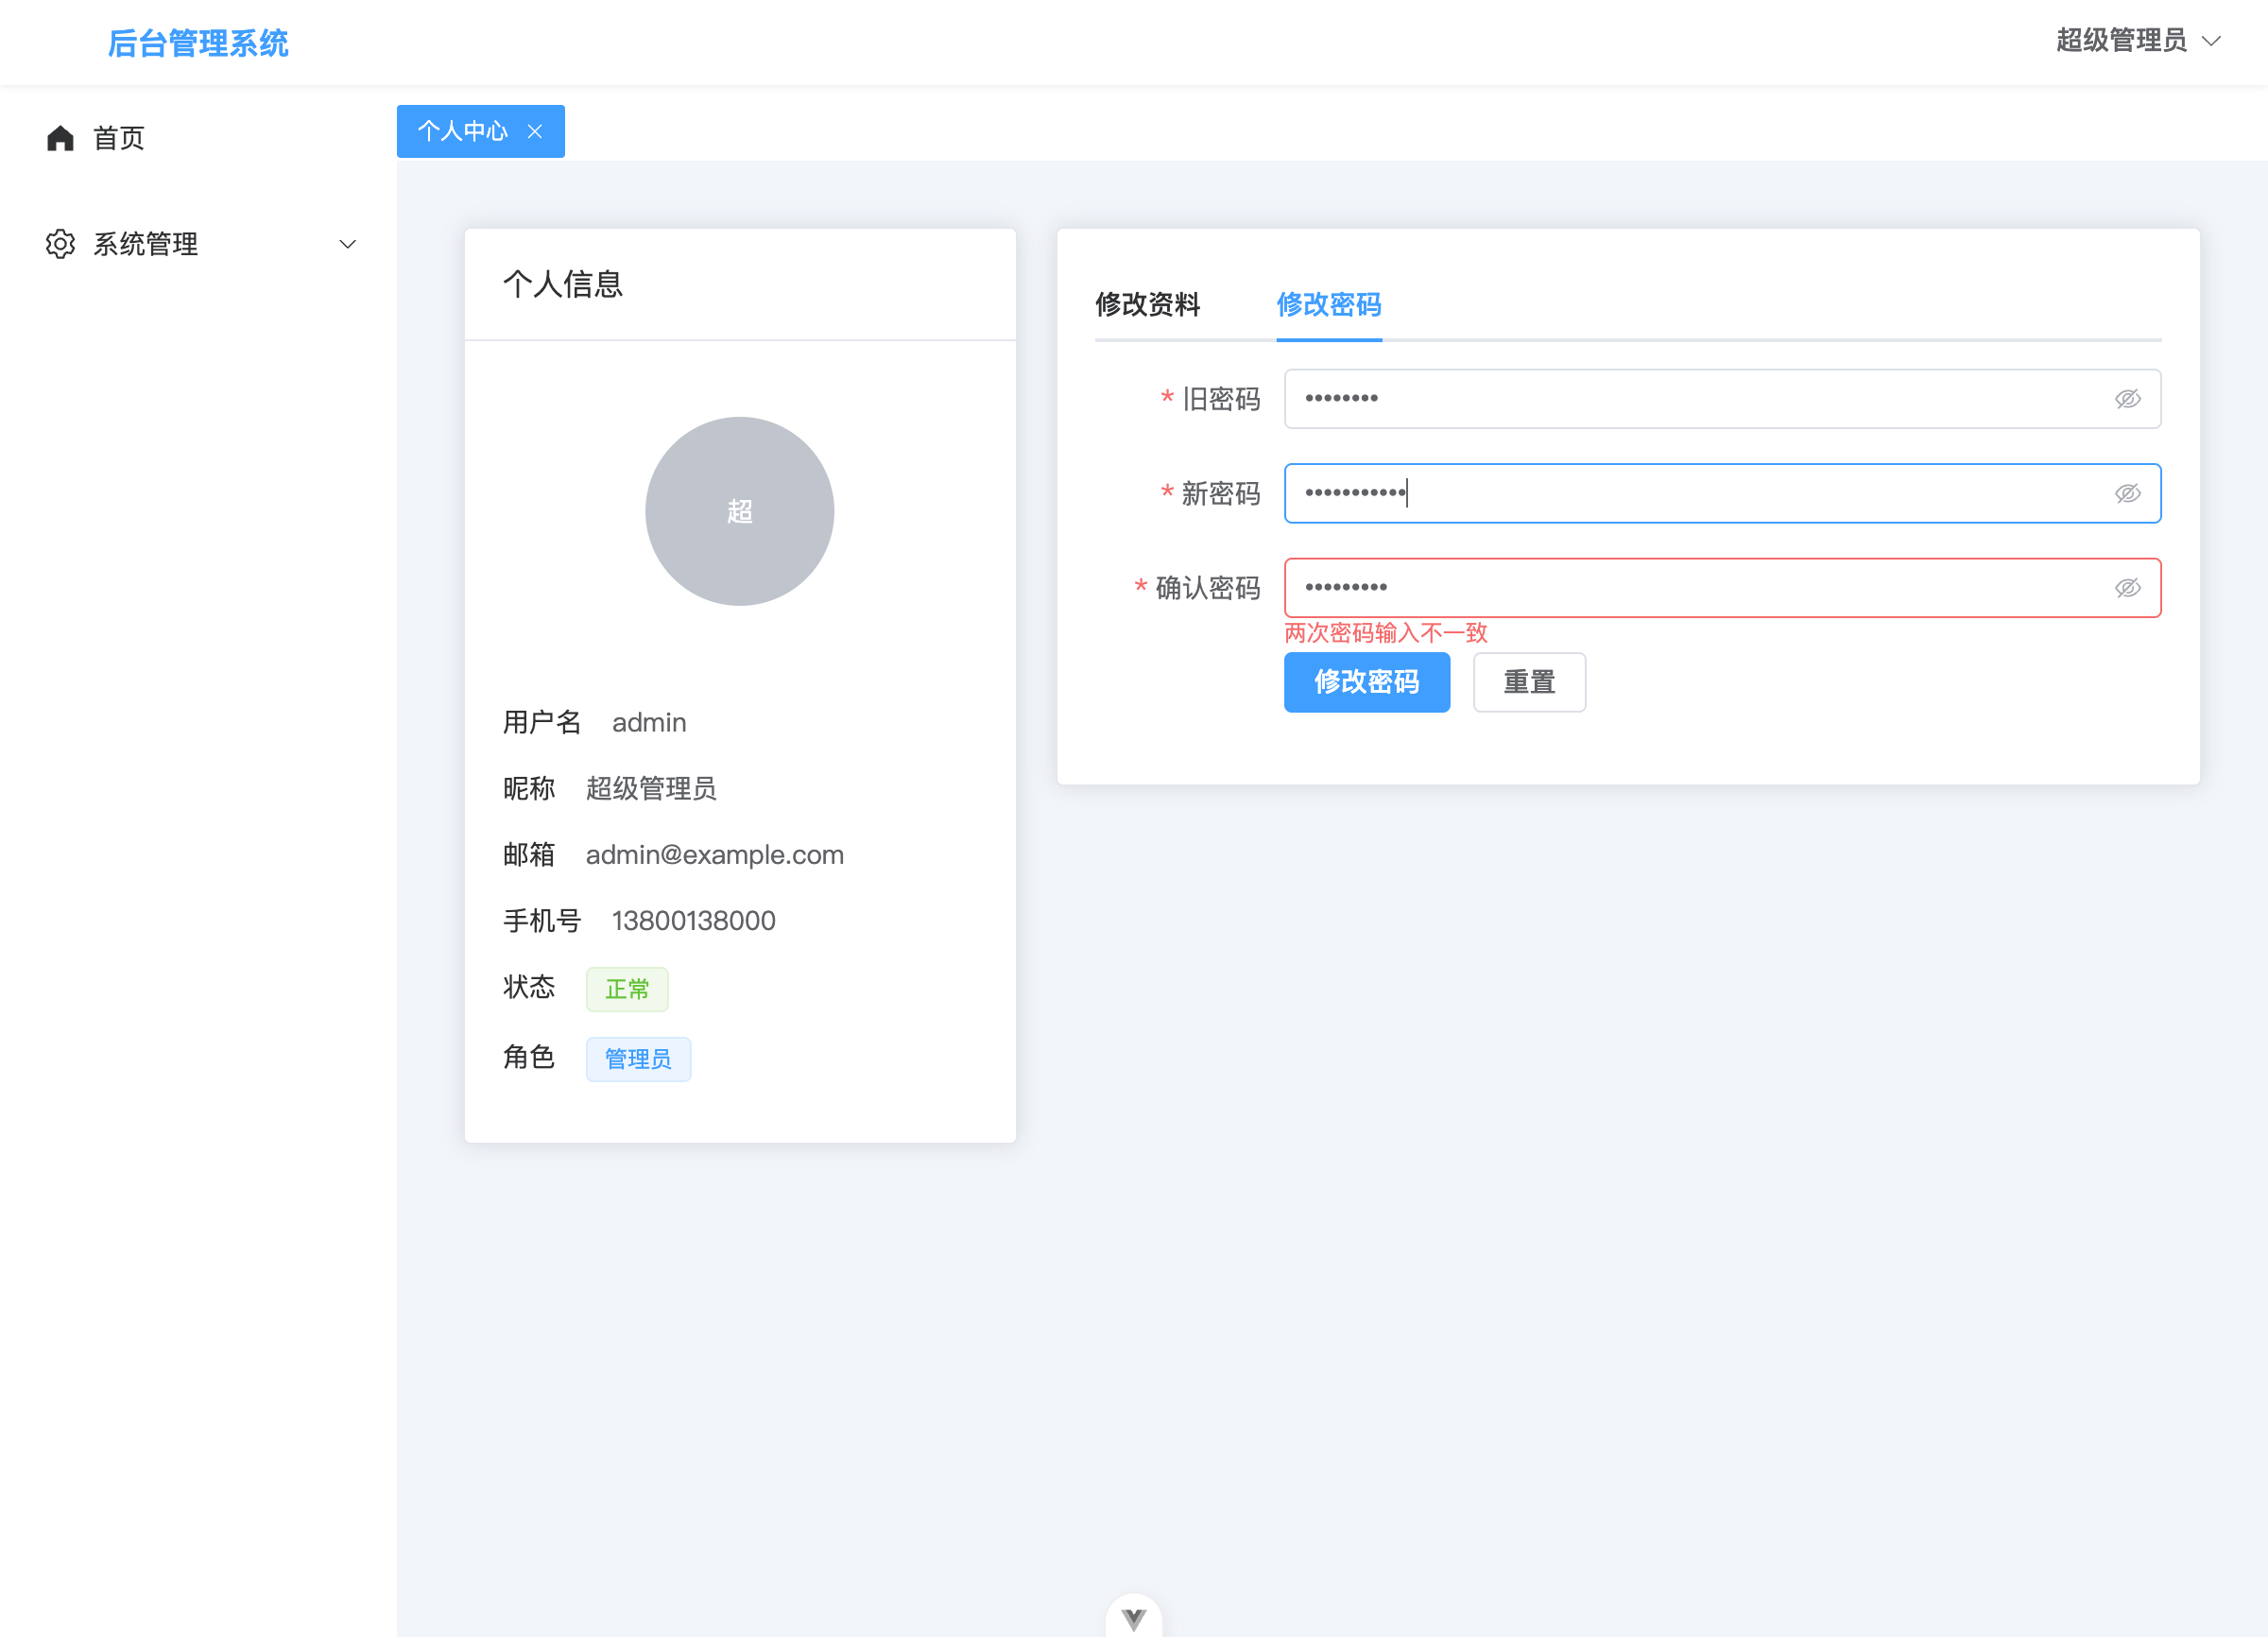 后台管理系统
超级管理员
首页
系统管理
个人中心
个人信息
超
用户名 admin
昵称 超级管理员
邮箱 admin@example.com
手机号 13800138000
状态 正常
角色 管理员
修改资料 修改密码
* 旧密码 ••••••••
* 新密码 •••••••••••
* 确认密码 •••••••••
两次密码输入不一致
修改密码 重置